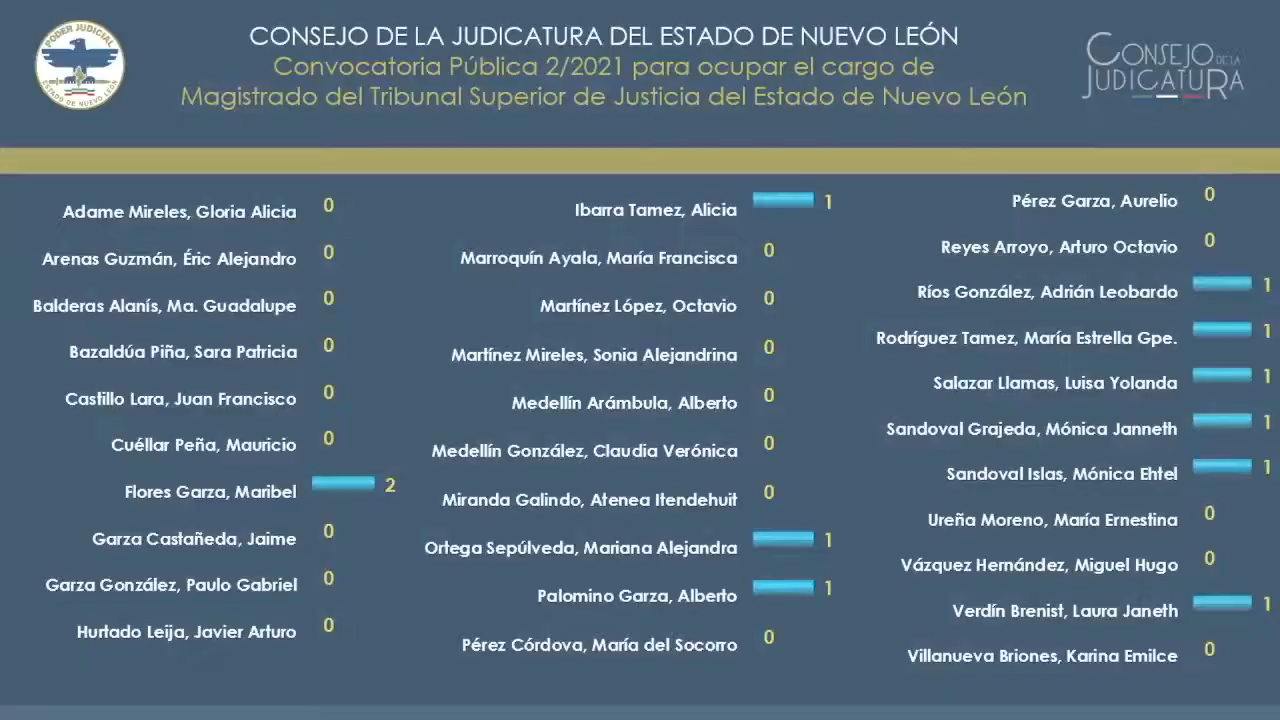 PODER JUDICIAL
ESTADO DE NUEVO LEÓN
CONSEJO DE LA JUDICATURA DEL ESTADO DE NUEVO LEÓN
Convocatoria Pública 2/2021 para ocupar el cargo de
Magistrado del Tribunal Superior de Justicia del Estado de Nuevo León
CONSEJO DE LA
JUDICATURA
Adame Mireles, Gloria Alicia 0
Arenas Guzmán, Éric Alejandro 0
Balderas Alanís, Ma. Guadalupe 0
Bazaldúa Piña, Sara Patricia 0
Castillo Lara, Juan Francisco 0
Cuéllar Peña, Mauricio 0
Flores Garza, Maribel 2
Garza Castañeda, Jaime 0
Garza González, Paulo Gabriel 0
Hurtado Leija, Javier Arturo 0
Ibarra Tamez, Alicia 1
Marroquín Ayala, María Francisca 0
Martínez López, Octavio 0
Martínez Mireles, Sonia Alejandrina 0
Medellín Arámbula, Alberto 0
Medellín González, Claudia Verónica 0
Miranda Galindo, Atenea Itendehuit 0
Ortega Sepúlveda, Mariana Alejandra 1
Palomino Garza, Alberto 1
Pérez Córdova, María del Socorro 0
Pérez Garza, Aurelio 0
Reyes Arroyo, Arturo Octavio 0
Ríos González, Adrián Leobardo 1
Rodríguez Tamez, María Estrella Gpe. 1
Salazar Llamas, Luisa Yolanda 1
Sandoval Grajeda, Mónica Janneth 1
Sandoval Islas, Mónica Ehtel 1
Ureña Moreno, María Ernestina 0
Vázquez Hernández, Miguel Hugo 0
Verdín Brenist, Laura Janeth 1
Villanueva Briones, Karina Emilce 0